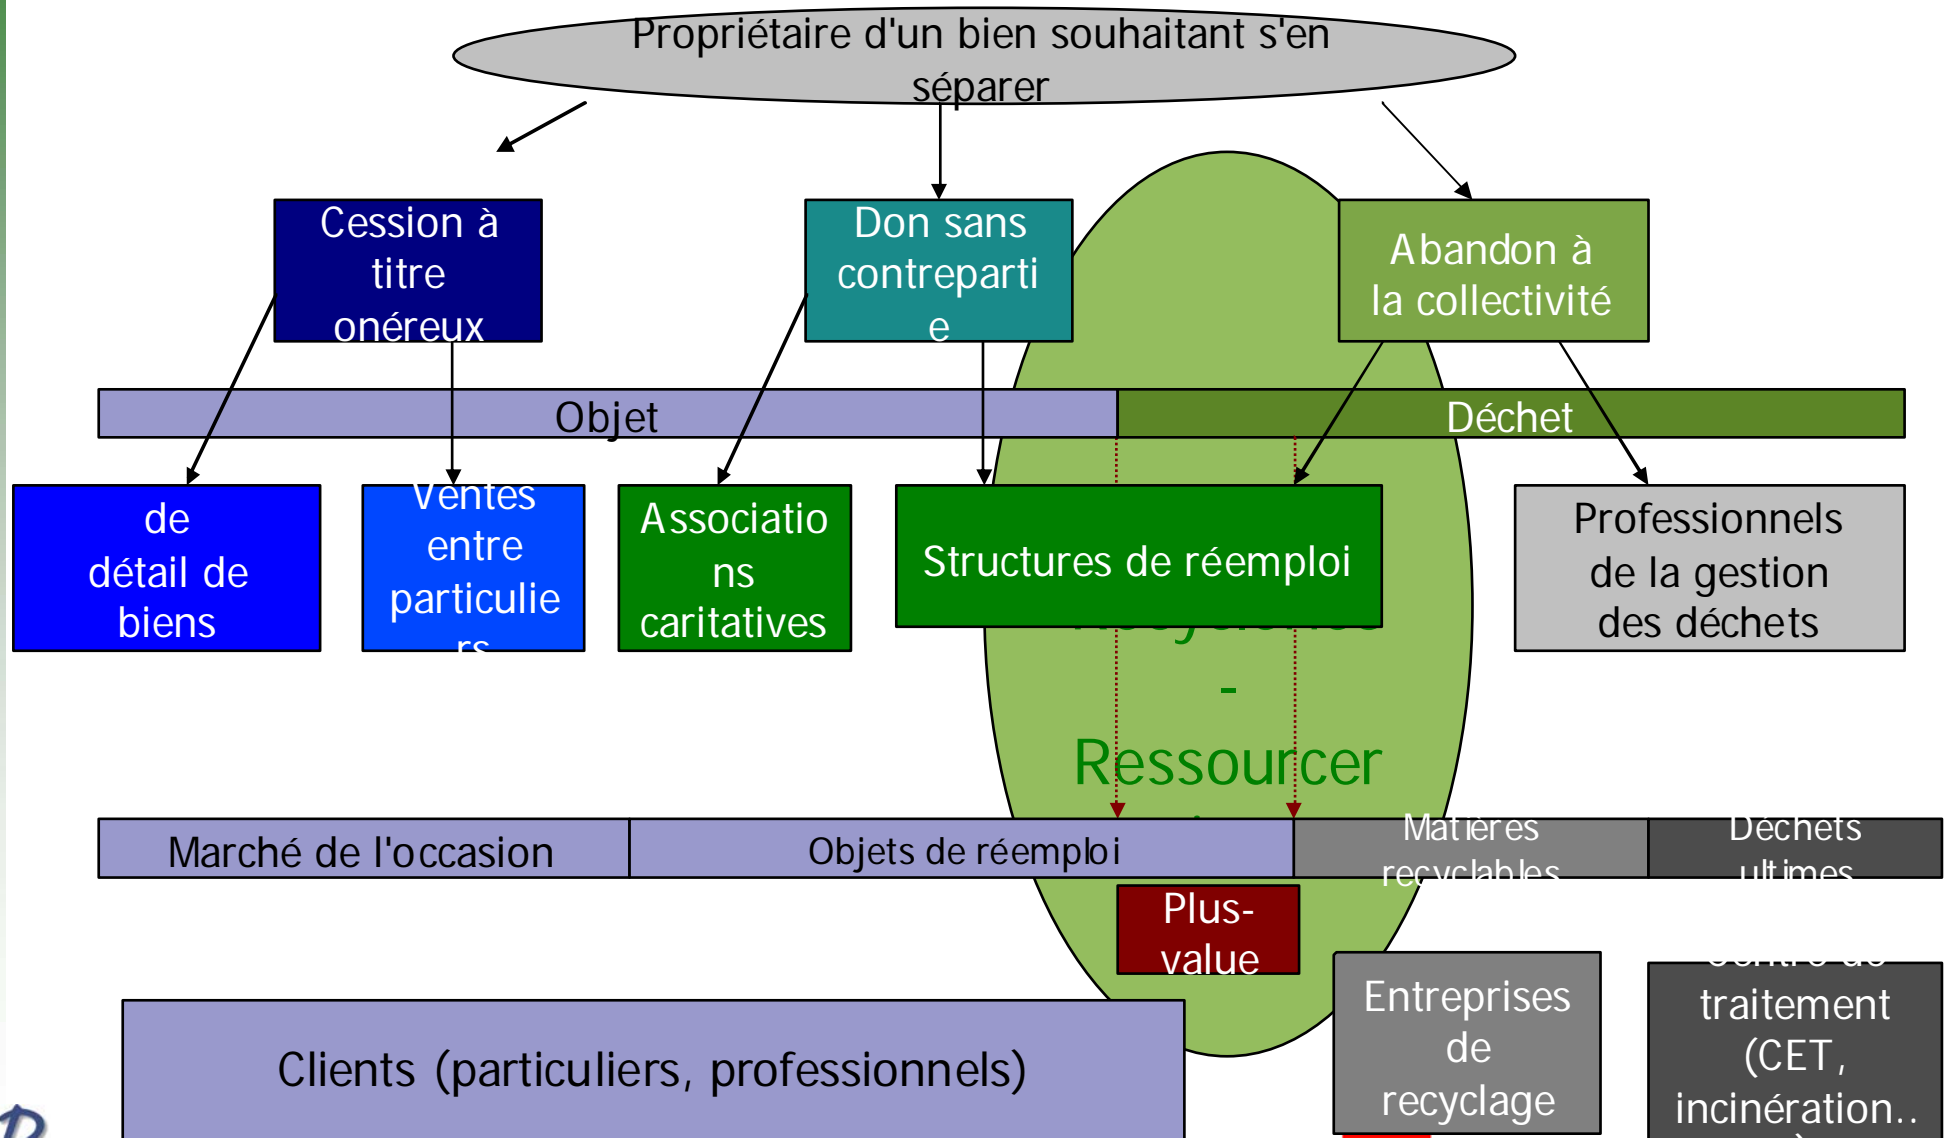 Propriétaire d'un bien souhaitant s'en
séparer
Cession à
titre
onéreux
Don sans
contreparti
e
Abandon à
la collectivité
Objet
Déchet
de
détail de
biens
Ventes
entre
particulie
rs
Associatio
ns
caritatives
Structures de réemploi
Professionnels
de la gestion
des déchets
-
Ressourcer
Marché de l'occasion
Objets de réemploi
Matières
recyclables
Déchets
ultimes
Plus-
value
Clients (particuliers, professionnels)
Entreprises
de
recyclage
traitement
(CET,
incinération..